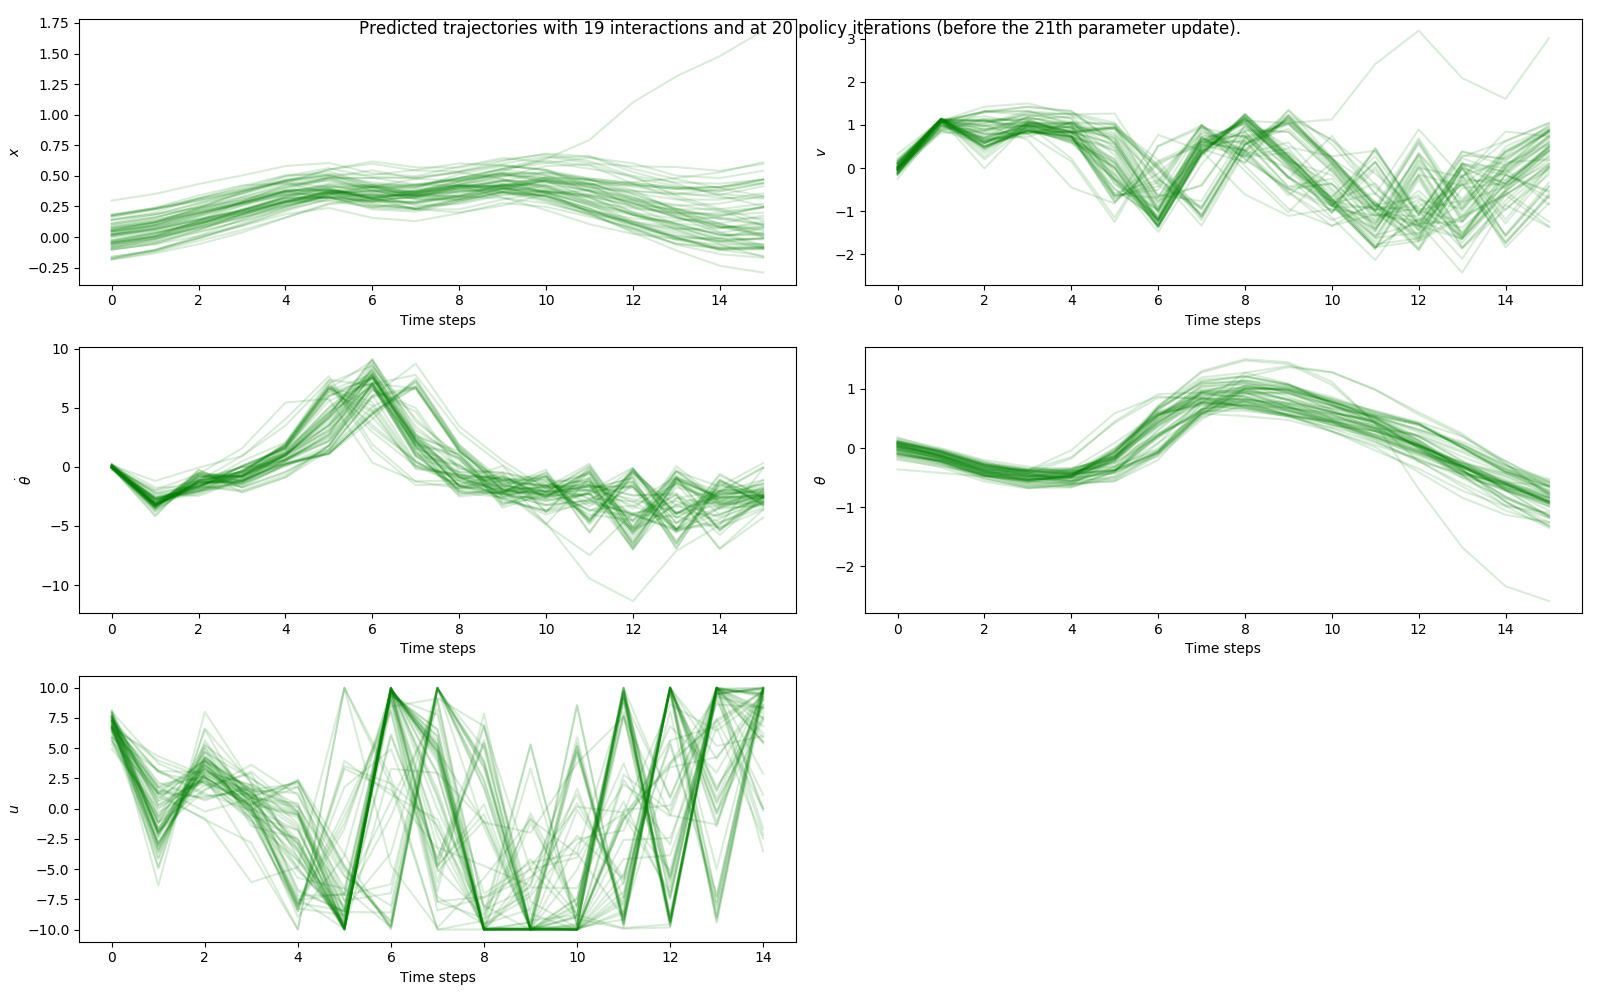 Predicted trajectories with 19 interactions and at 20 policy iterations (before the 21th parameter update).
1.75
1.50
1.25
1.00
0.75
0.50
0.25
0.00
−0.25
x
0 2 4 6 8 10 12 14
Time steps
3
2
1
0
−1
−2
v
0 2 4 6 8 10 12 14
Time steps
10
5
0
−5
−10
θ̇
0 2 4 6 8 10 12 14
Time steps
1
0
−1
−2
θ
0 2 4 6 8 10 12 14
Time steps
10.0
7.5
5.0
2.5
0.0
−2.5
−5.0
−7.5
−10.0
u
0 2 4 6 8 10 12 14
Time steps